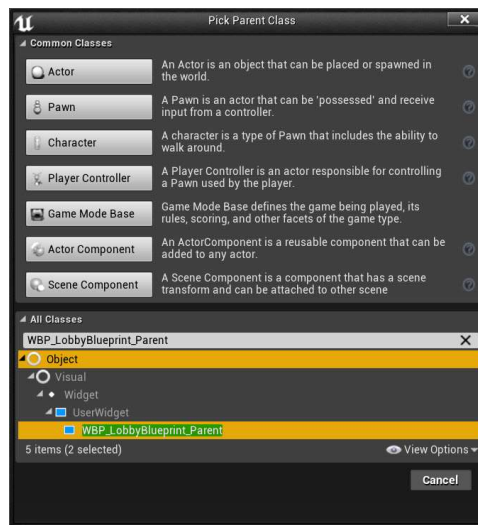 Pick Parent Class
Common Classes
Actor
An Actor is an object that can be placed or spawned in
the world.
Pawn
A Pawn is an actor that can be 'possessed' and receive
input from a controller.
Character
A character is a type of Pawn that includes the ability to
walk around.
Player Controller
A Player Controller is an actor responsible for controlling
a Pawn used by the player.
Game Mode Base
Game Mode Base defines the game being played, its
rules, scoring, and other facets of the game type.
Actor Component
An ActorComponent is a reusable component that can be
added to any actor.
Scene Component
A Scene Component is a component that has a scene
transform and can be attached to other scene
All Classes
WBP_LobbyBlueprint_Parent
Object
Visual
Widget
UserWidget
WBP_LobbyBlueprint_Parent
5 items (2 selected)
View Options
Cancel